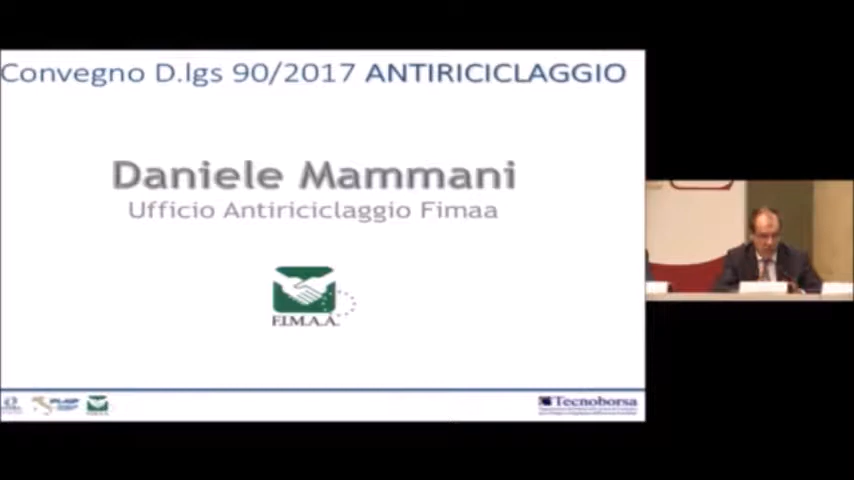 Convegno D.lgs 90/2017 ANTIRICICLAGGIO
Daniele Mammani
Ufficio Antiriciclaggio Fimaa
F.I.M.A.A.
Tecnoborsa